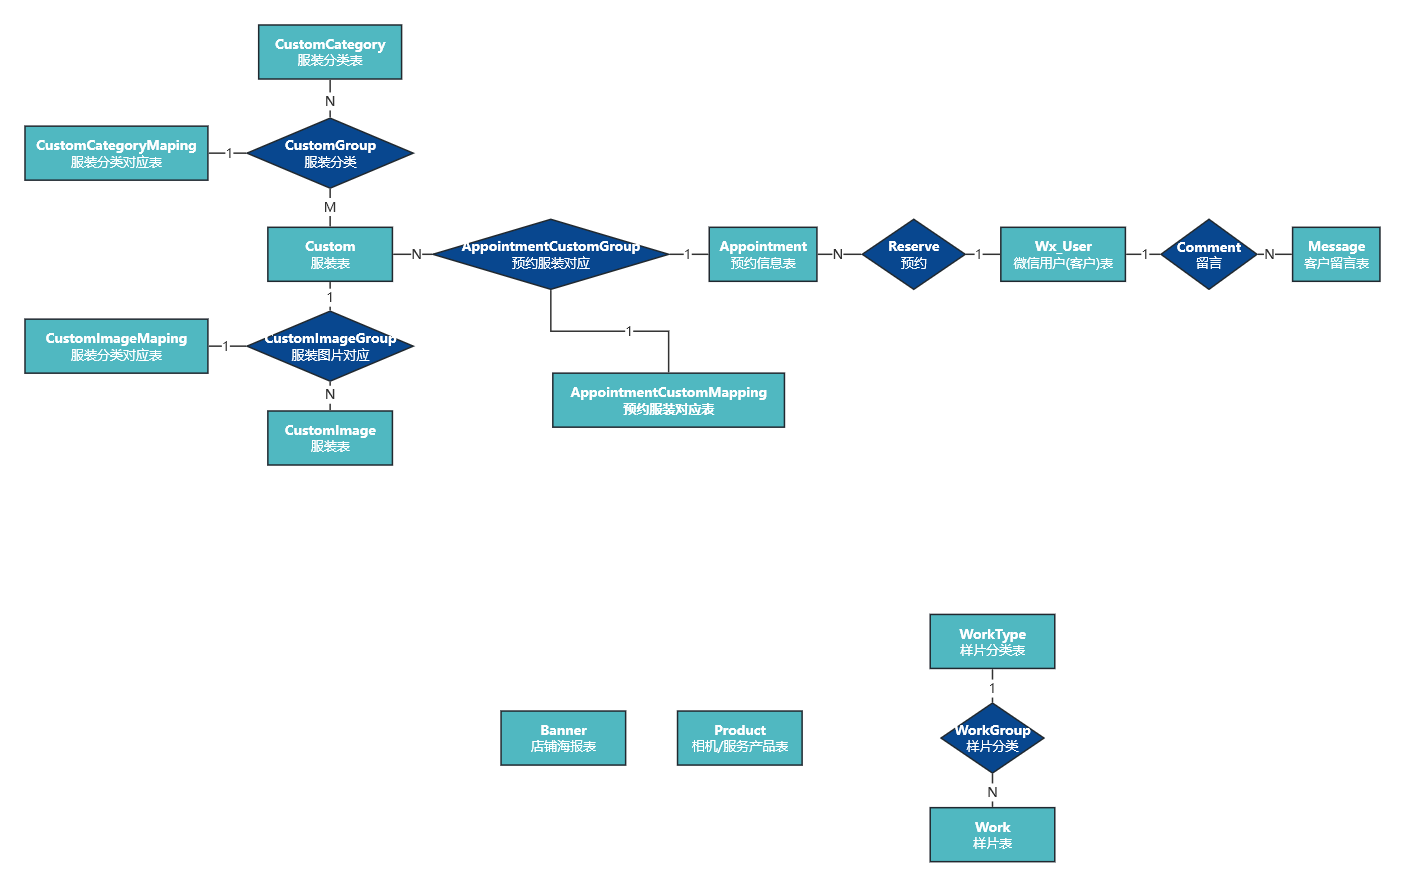 CustomCategory
服装分类表
N
CustomCategoryMaping
服装分类对应表
1
CustomGroup
服装分类
M
Custom
服装表
N
AppointmentCustomGroup
预约服装对应
1
Appointment
预约信息表
N
Reserve
预约
1
Wx_User
微信用户(客户)表
1
Comment
留言
N
Message
客户留言表
1
CustomImageMaping
服装分类对应表
1
CustomImageGroup
服装图片对应
1
N
AppointmentCustomMapping
预约服装对应表
CustomImage
服装表
WorkType
样片分类表
1
Banner
店铺海报表
Product
相机/服务产品表
WorkGroup
样片分类
N
Work
样片表